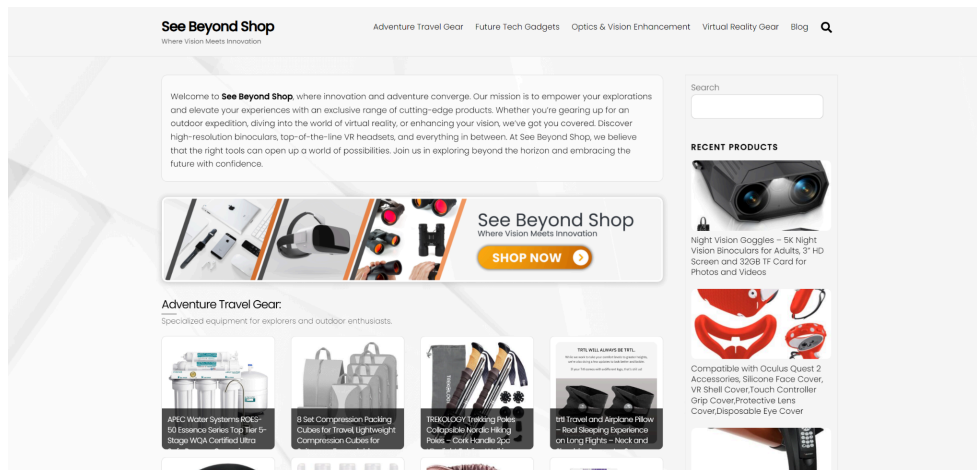 See Beyond Shop
Where Vision Meets Innovation
Adventure Travel Gear Future Tech Gadgets Optics & Vision Enhancement Virtual Reality Gear Blog
Welcome to See Beyond Shop, where innovation and adventure converge. Our mission is to empower your explorations
and elevate your experiences with an exclusive range of cutting-edge products. Whether you're gearing up for an
outdoor expedition, diving into the world of virtual reality, or enhancing your vision, we've got you covered. Discover
high-resolution binoculars, top-of-the-line VR headsets, and everything in between. At See Beyond Shop, we believe
that the right tools can open up a world of possibilities. Join us in exploring beyond the horizon and embracing the
future with confidence.
See Beyond Shop
Where Vision Meets Innovation
SHOP NOW
Adventure Travel Gear:
Specialized equipment for explorers and outdoor enthusiasts.
APEC Water Systems ROES-
50 Essence Series Top Tier 5-
Stage WQA Certified Ultra
8 Set Compression Packing
Cubes for Travel, Lightweight
Compression Cubes for
TREKOLOGY Trekking Poles
Collapsible Nordic Hiking
Poles – Cork Handle 2pc
TRTL WILL ALWAYS BE TRTL.
trtl Travel and Airplane Pillow
– Real Sleeping Experience
on Long Flights – Neck and
Search
RECENT PRODUCTS
Night Vision Goggles – 5K Night
Vision Binoculars for Adults, 3" HD
Screen and 32GB TF Card for
Photos and Videos
Compatible with Oculus Quest 2
Accessories, Silicone Face Cover,
VR Shell Cover,Touch Controller
Grip Cover,Protective Lens
Cover,Disposable Eye Cover